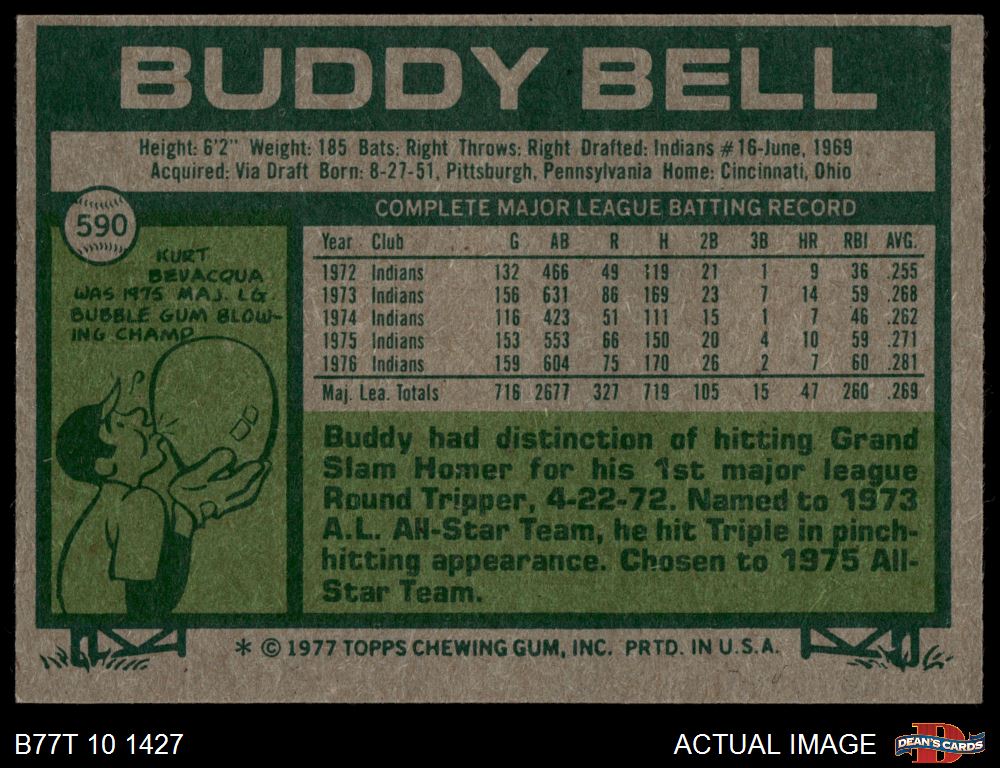 BUDDY BELL
Height: 6'2" Weight: 185 Bats: Right Throws: Right Drafted: Indians #16-June, 1969
Acquired: Via Draft Born: 8-27-51, Pittsburgh, Pennsylvania Home: Cincinnati, Ohio
590
KURT
BEVACQUA
WAS 1975 MAJ. LG.
BUBBLE GUM BLOW-
ING CHAMP
COMPLETE MAJOR LEAGUE BATTING RECORD
Year Club G AB R H 2B 3B HR RBI AVG.
1972 Indians 132 466 49 119 21 1 9 36 .255
1973 Indians 156 631 86 169 23 7 14 59 .268
1974 Indians 116 423 51 111 15 1 7 46 .262
1975 Indians 153 553 66 150 20 4 10 59 .271
1976 Indians 159 604 75 170 26 2 7 60 .281
Maj. Lea. Totals 716 2677 327 719 105 15 47 260 .269
Buddy had distinction of hitting Grand
Slam Homer for his 1st major league
Round Tripper, 4-22-72. Named to 1973
A.L. All-Star Team, he hit Triple in pinch-
hitting appearance. Chosen to 1975 All-
Star Team.
* © 1977 TOPPS CHEWING GUM, INC. PRTD. IN U.S.A.
B77T 10 1427
ACTUAL IMAGE
DEAN'S CARDS